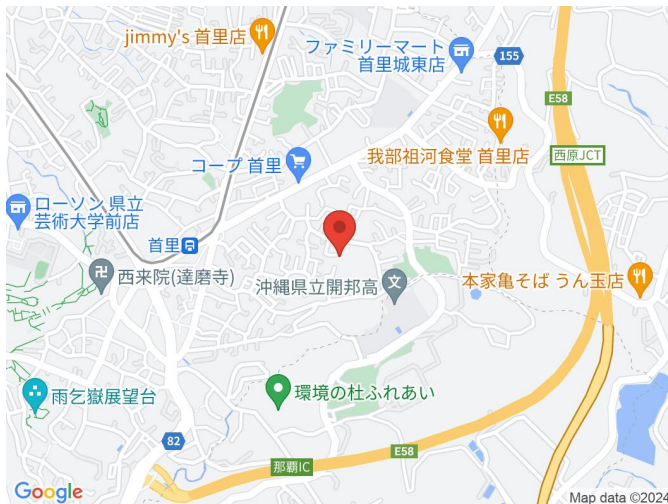 jimmy's 首里店
ファミリーマート
首里城東店
155
E58
我部祖河食堂 首里店
西原JCT
コープ 首里
ローソン 県立
芸術大学前店
首里
卍
西来院(達磨寺)
沖縄県立開邦高
文
本家亀そば うん玉店
雨乞嶽展望台
環境の杜ふれあい
82
E58
那覇IC
Google
Map data ©2024